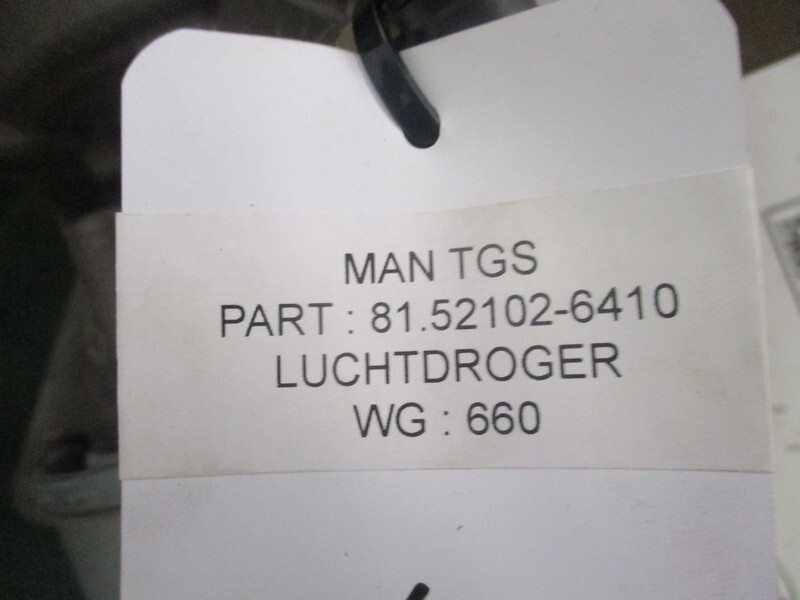 MAN TGS
PART : 81.52102-6410
LUCHTDROGER
WG : 660